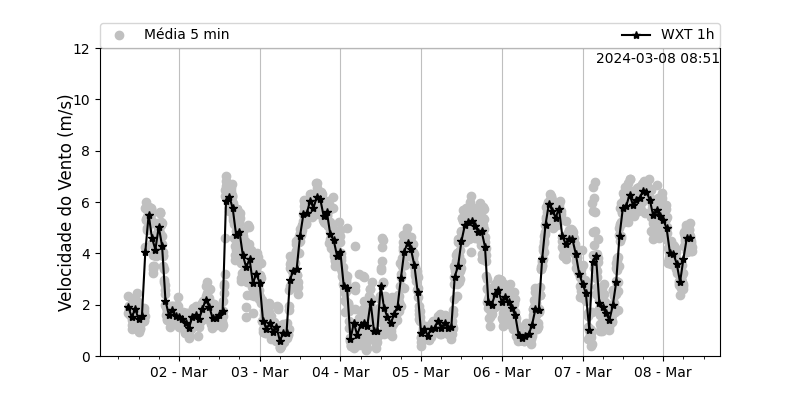 Média 5 min
WXT 1h
2024-03-08 08:51
Velocidade do Vento (m/s)
12
10
8
6
4
2
0
02 - Mar
03 - Mar
04 - Mar
05 - Mar
06 - Mar
07 - Mar
08 - Mar